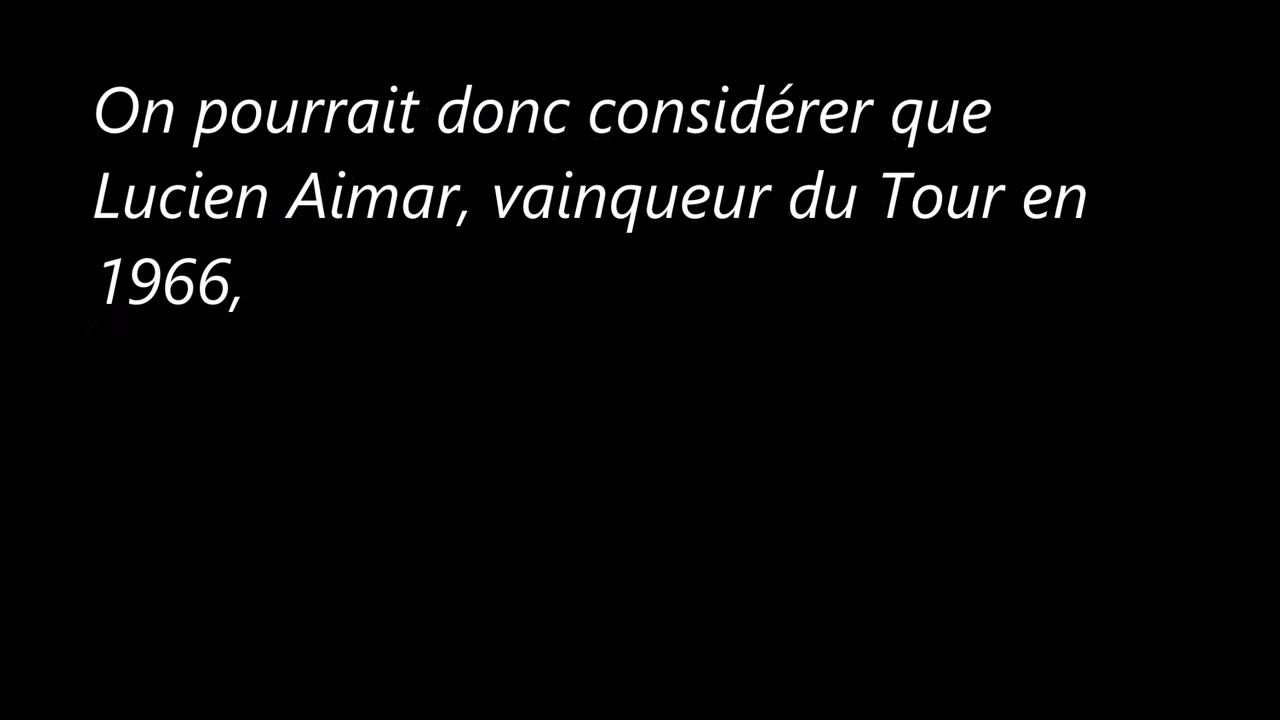 On pourrait donc considérer que
Lucien Aimar, vainqueur du Tour en
1966,